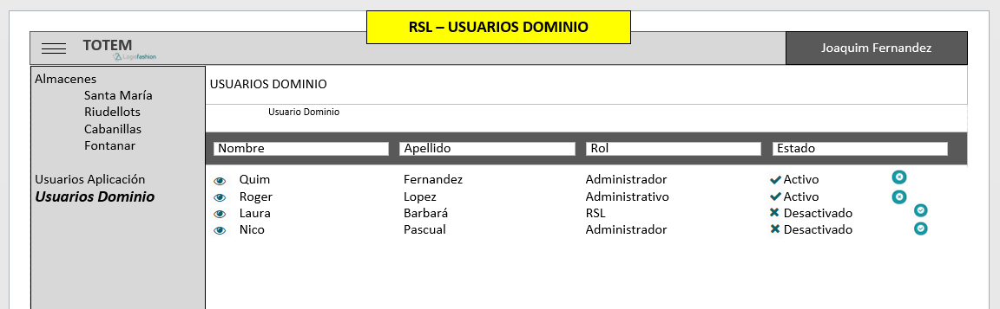 RSL – USUARIOS DOMINIO
TOTEM
Logisfashion
Joaquim Fernandez
Almacenes
Santa María
Riudellots
Cabanillas
Fontanar
Usuarios Aplicación
Usuarios Dominio
USUARIOS DOMINIO
Usuario Dominio
Nombre Apellido Rol Estado
Quim Fernandez Administrador Activo
Roger Lopez Administrativo Activo
Laura Barbará RSL Desactivado
Nico Pascual Administrador Desactivado